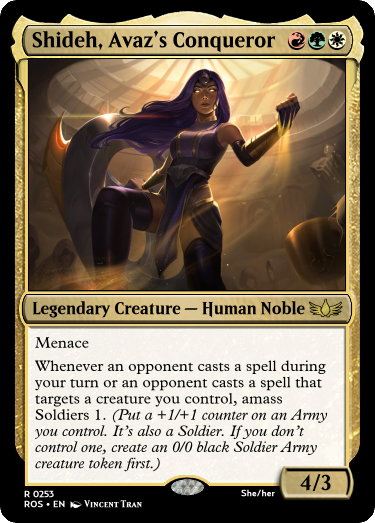 Shideh, Avaz's Conqueror
Legendary Creature — Human Noble
Menace
Whenever an opponent casts a spell during
your turn or an opponent casts a spell that
targets a creature you control, amass
Soldiers 1. (Put a +1/+1 counter on an Army
you control. It's also a Soldier. If you don't
control one, create an 0/0 black Soldier Army
creature token first.)
4/3
R 0253
She/her
ROS • EN Vincent Tran